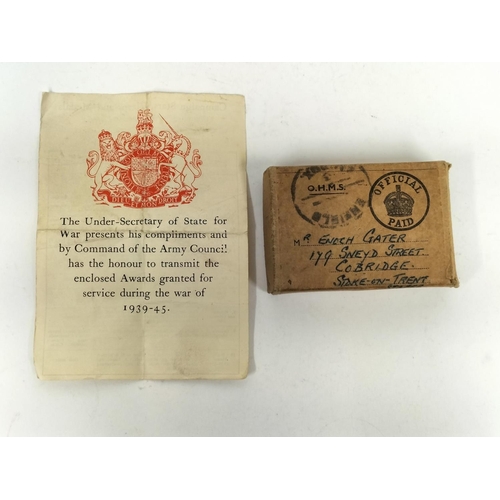 DIEU ET MON DROIT
The Under-Secretary of State for
War presents his compliments and
by Command of the Army Council
has the honour to transmit the
enclosed Awards granted for
service during the war of
1939-45.
O.H.M.S.
OFFICIAL
PAID
Mr ENOCH GATER
179 SNEYD STREET
COBRIDGE.
STOKE-ON-TRENT